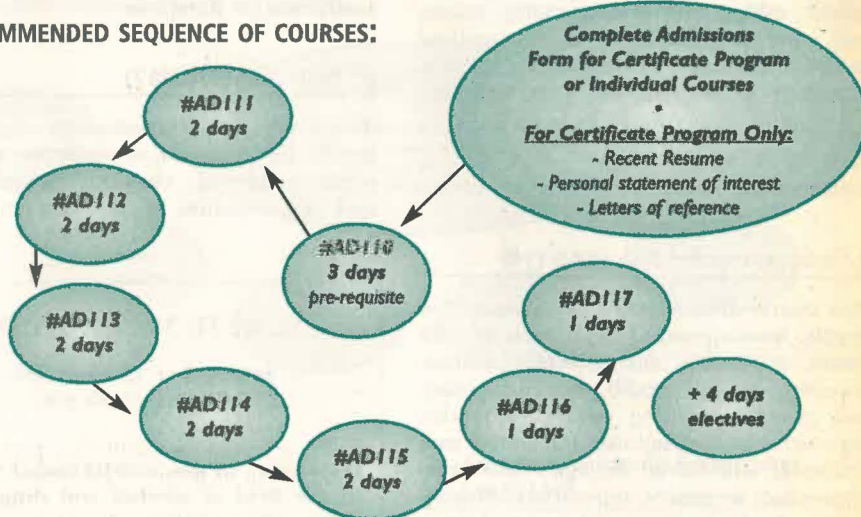 MMENDED SEQUENCE OF COURSES:
Complete Admissions
Form for Certificate Program
or Individual Courses
•
For Certificate Program Only:
- Recent Resume
- Personal statement of interest
- Letters of reference
#AD110
3 days
pre-requisite
#AD111
2 days
#AD112
2 days
#AD113
2 days
#AD114
2 days
#AD115
2 days
#AD116
1 days
#AD117
1 days
+ 4 days
electives